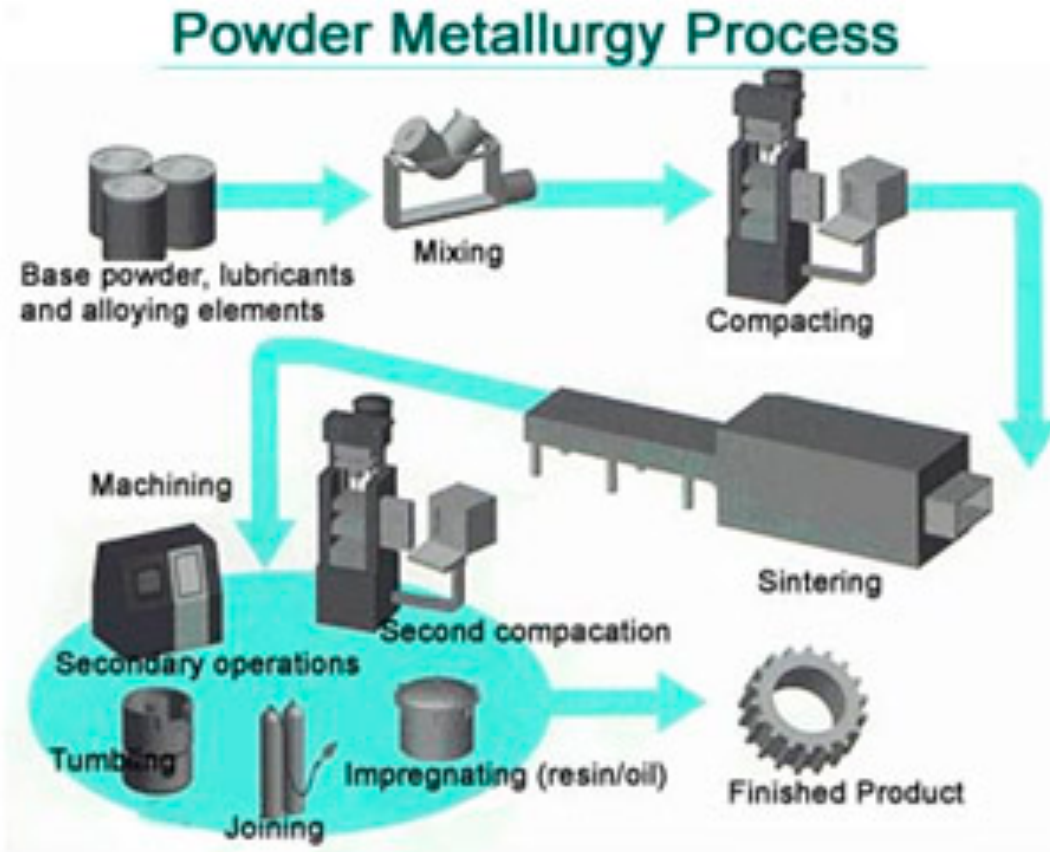 Powder Metallurgy Process
Base powder, lubricants
and alloying elements
Mixing
Compacting
Sintering
Machining
Second compacation
Secondary operations
Tumbling
Joining
Impregnating (resin/oil)
Finished Product